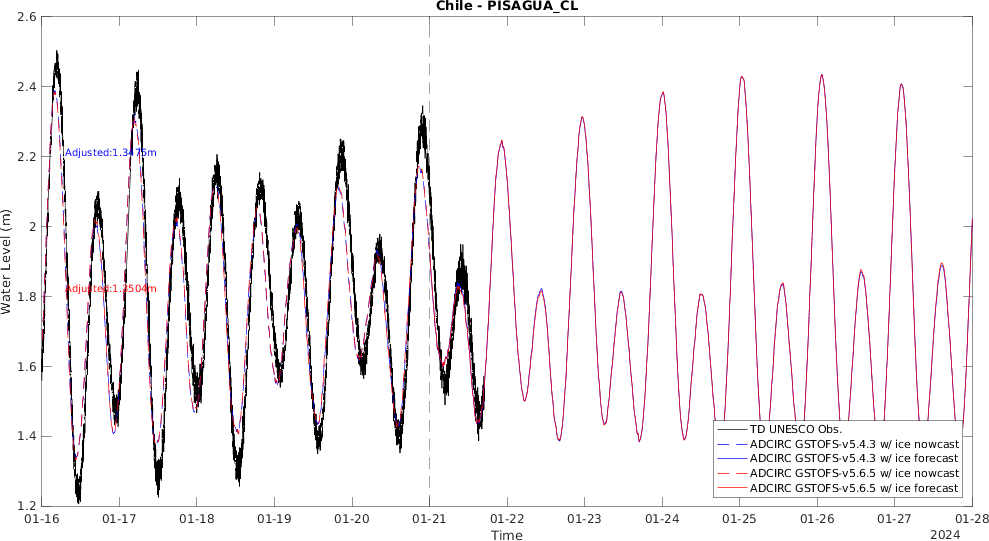 Chile - PISAGUA_CL
Water Level (m)
2.6
2.4
2.2
2
1.8
1.6
1.4
1.2
Adjusted:1.3475m
Adjusted:1.3504m
TD UNESCO Obs.
ADCIRC GSTOFS-v5.4.3 w/ ice nowcast
ADCIRC GSTOFS-v5.4.3 w/ ice forecast
ADCIRC GSTOFS-v5.6.5 w/ ice nowcast
ADCIRC GSTOFS-v5.6.5 w/ ice forecast
01-16 01-17 01-18 01-19 01-20 01-21 01-22 01-23 01-24 01-25 01-26 01-27 01-28
Time
2024